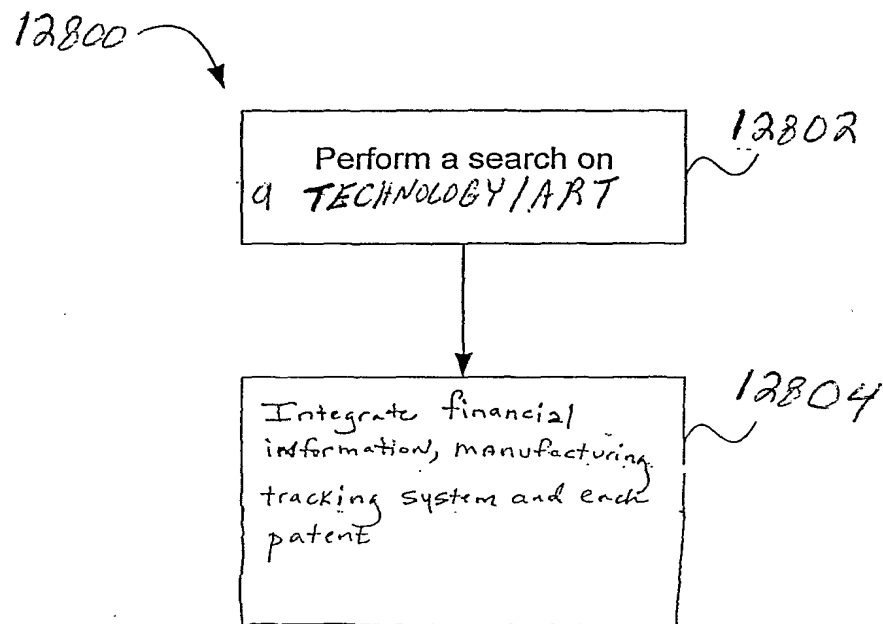 12800
12802
Perform a search on
a TECHNOLOGY/ART
12804
Integrate financial
information, manufacturing
tracking system and each
patent